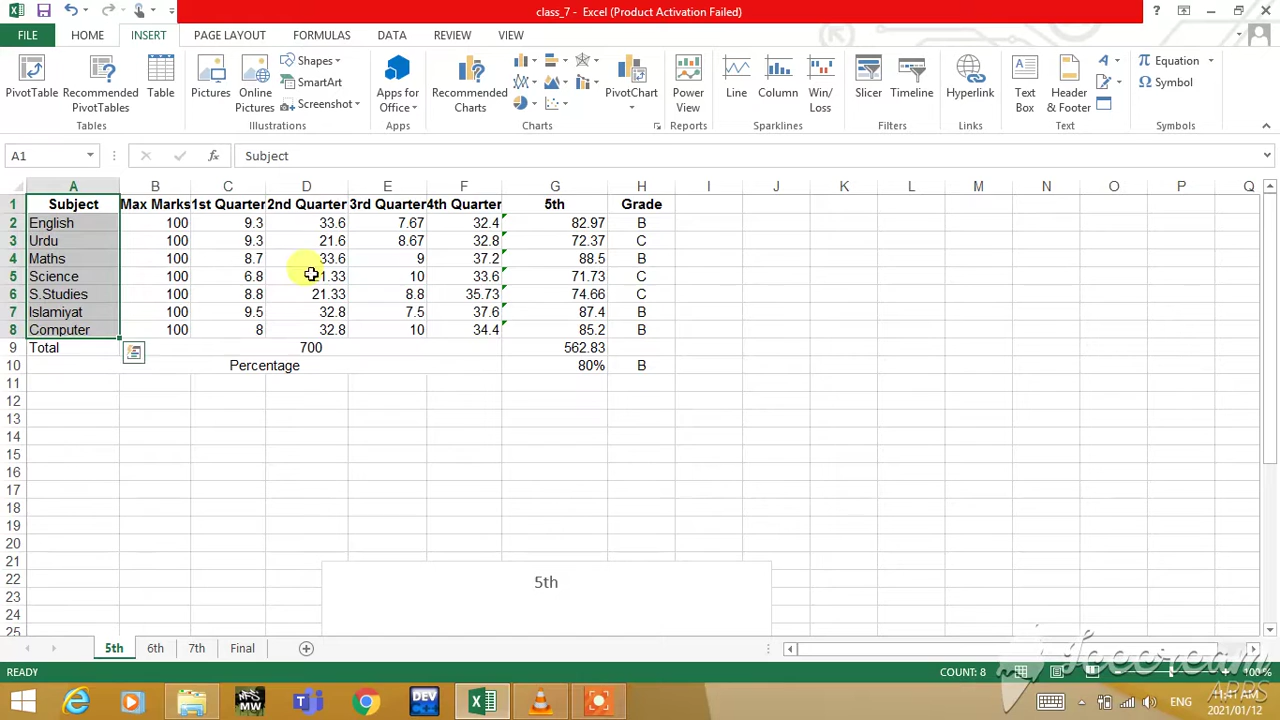 class_7 - Excel (Product Activation Failed)
FILE HOME INSERT PAGE LAYOUT FORMULAS DATA REVIEW VIEW
PivotTable Recommended PivotTables Table Pictures Online Pictures Shapes SmartArt Screenshot Apps for Office Recommended Charts PivotChart Power View Line Column Win/Loss Slicer Timeline Hyperlink Text Box Header & Footer Equation Symbol
Tables Illustrations Apps Charts Reports Sparklines Filters Links Text Symbols
A1 fx Subject
A B C D E F G H I J K L M N O P Q
1 Subject Max Marks 1st Quarter 2nd Quarter 3rd Quarter 4th Quarter 5th Grade
2 English 100 9.3 33.6 7.67 32.4 82.97 B
3 Urdu 100 9.3 21.6 8.67 32.8 72.37 C
4 Maths 100 8.7 33.6 9 37.2 88.5 B
5 Science 100 6.8 21.33 10 33.6 71.73 C
6 S.Studies 100 8.8 21.33 8.8 35.73 74.66 C
7 Islamiyat 100 9.5 32.8 7.5 37.6 87.4 B
8 Computer 100 8 32.8 10 34.4 85.2 B
9 Total 700 562.83
10 Percentage 80% B
11
12
13
14
15
16
17
18
19
20
21
22 5th
23
24
25
5th 6th 7th Final
READY COUNT: 8 100%
MW DEV ENG 11:41 AM
2021/01/12
Icecream
APPS